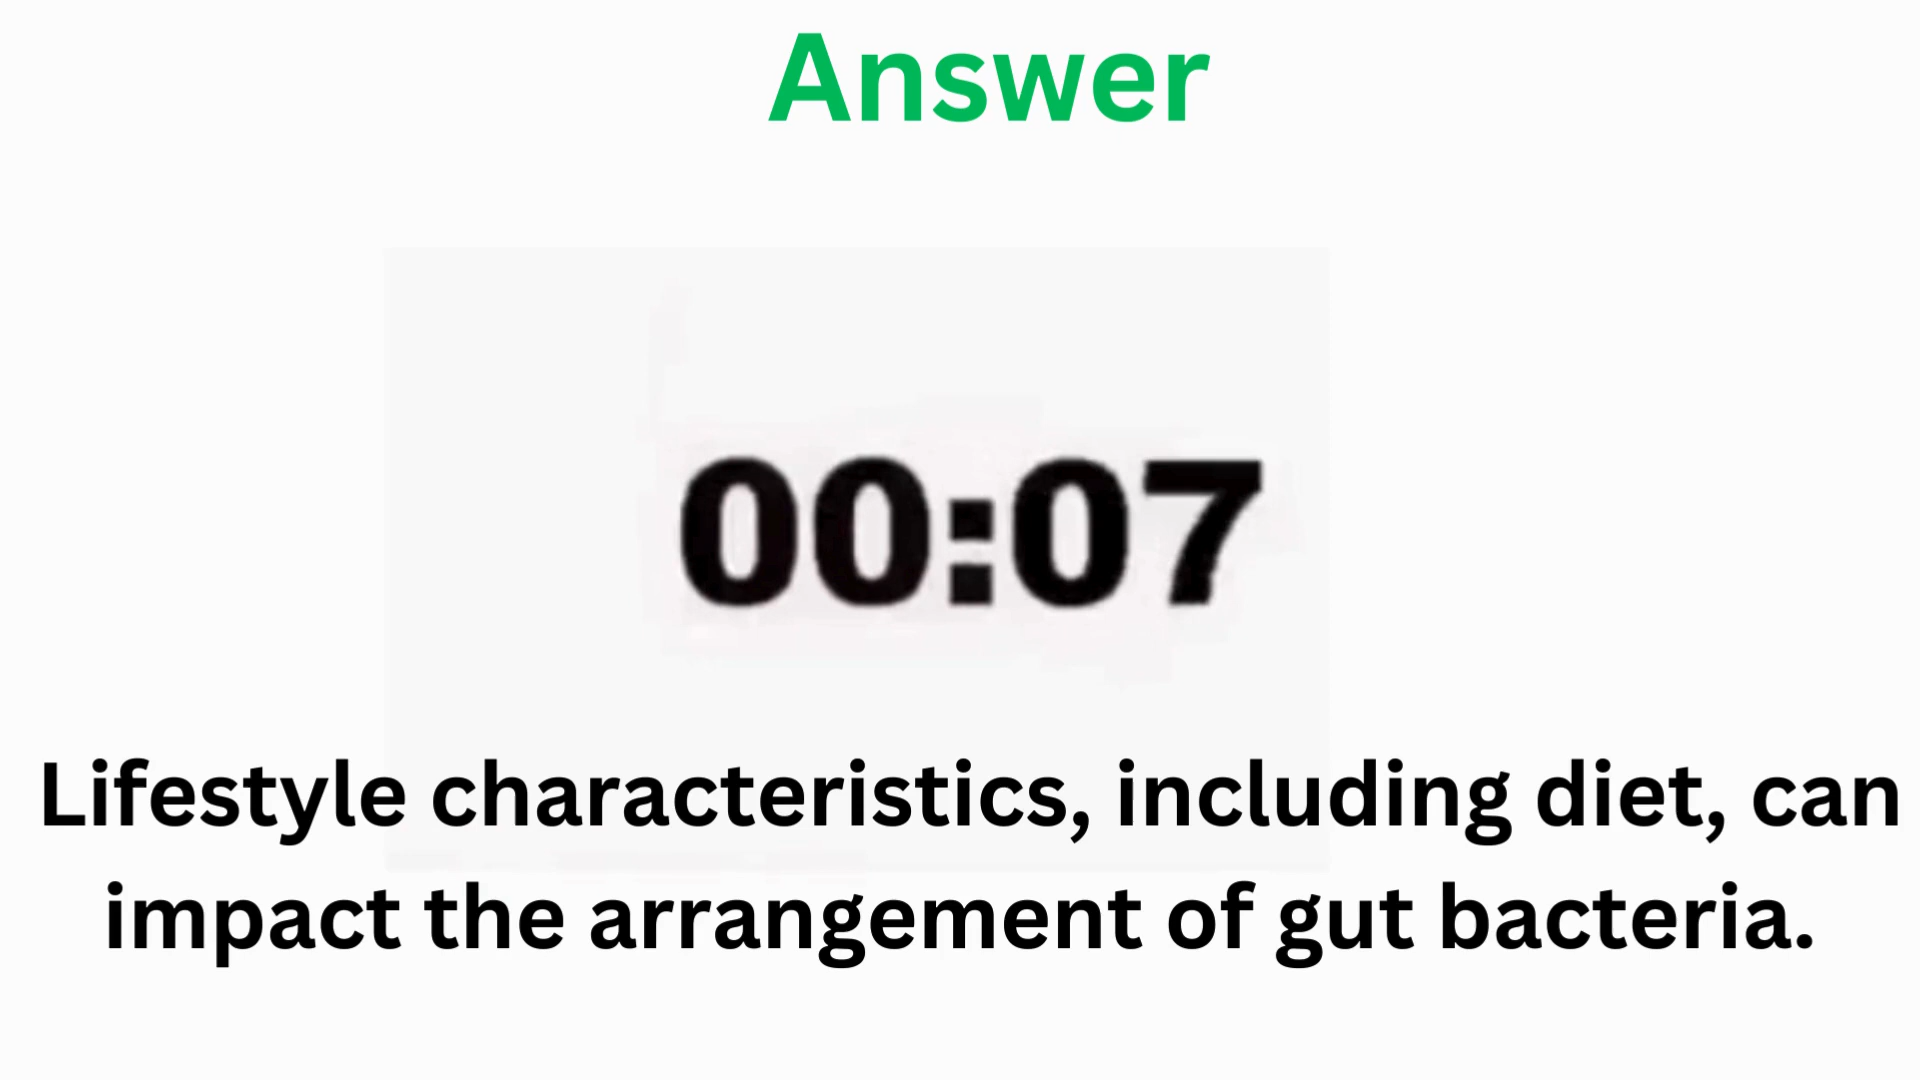 Answer
00:07
Lifestyle characteristics, including diet, can
impact the arrangement of gut bacteria.